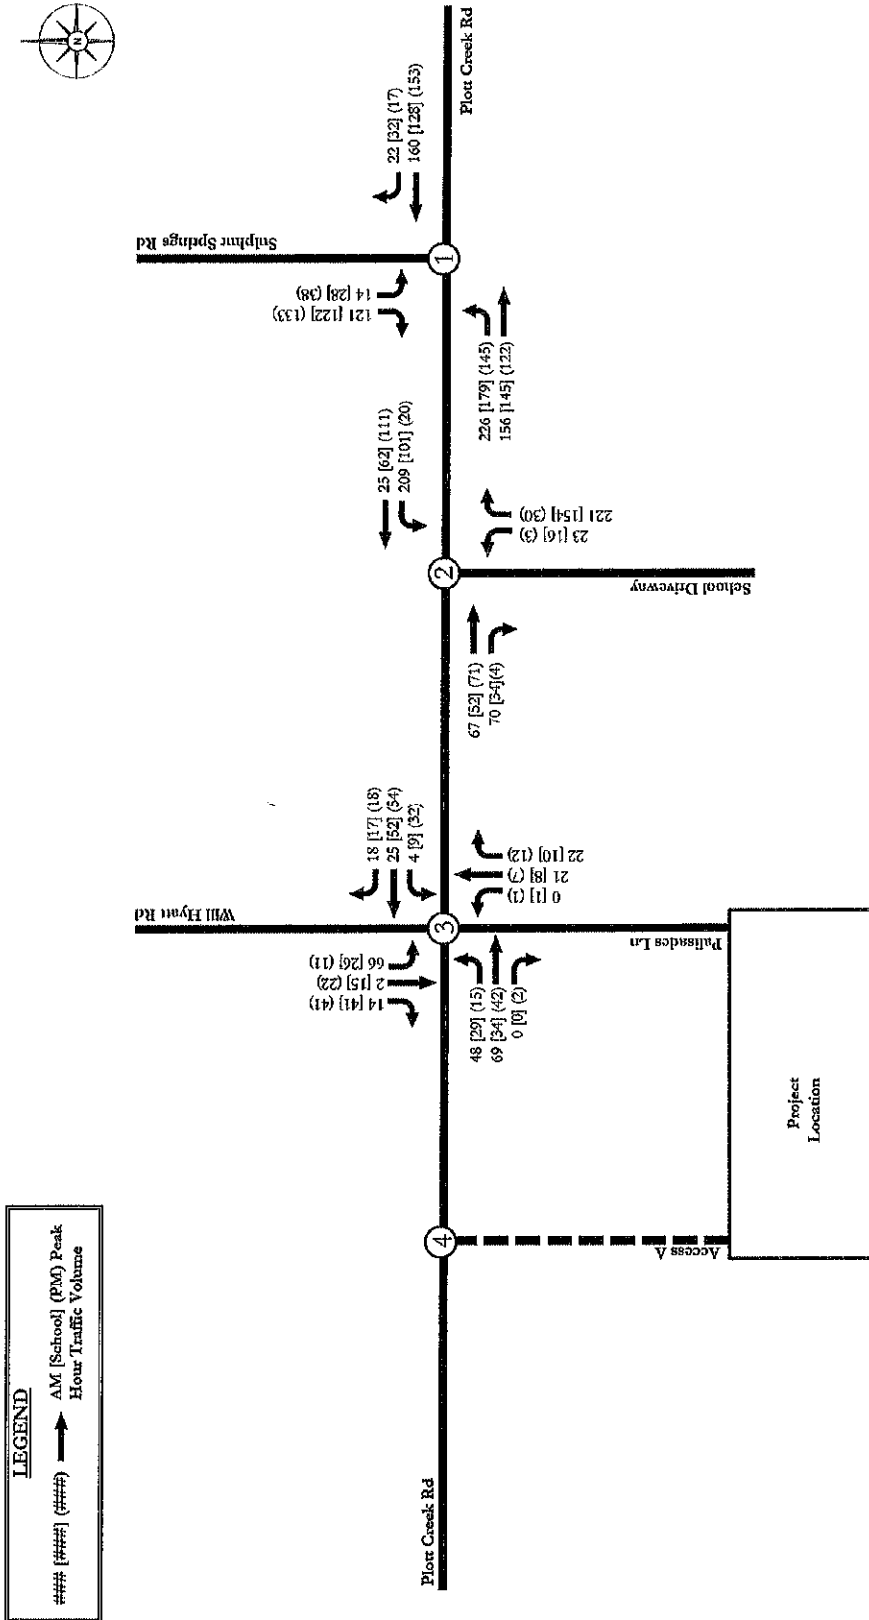 LEGEND
### [###] (###) AM [School] (PM) Peak
Hour Traffic Volume
N
Plott Creek Rd
22 [32] (17)
160 [128] (153)
Sulphur Springs Rd
14 [28] (38)
121 [122] (133)
1
226 [179] (145)
156 [145] (122)
25 [62] (111)
209 [101] (20)
2
221 [154] (30)
23 [16] (3)
School Driveway
67 [52] (71)
70 [34](4)
18 [17] (18)
25 [52] (54)
4 [9] (32)
Will Hyatt Rd
66 [26] (11)
2 [15] (22)
14 [41] (41)
3
22 [10] (12)
21 [8] (7)
0 [1] (1)
Palisades Ln
48 [29] (15)
69 [34] (42)
0 [0] (2)
4
Access A
Project
Location
Plott Creek Rd